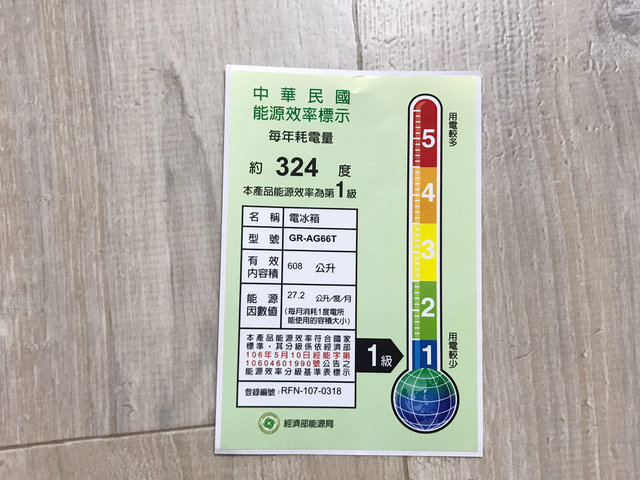 中華民國
能源效率標示
每年耗電量
約 324 度
本產品能源效率為第1級
名稱 電冰箱
型號 GR-AG66T
有效內容積 608 公升
能源因數值 27.2 公升/度/月
(每月消耗1度電所
能使用的容積大小)
本產品能源效率符合國家
標準，其分級係依經濟部
106年5月10日經能字第
10604601990號公告之
能源效率分級基準表標示
登錄編號: RFN-107-0318
經濟部能源局
用電較多
5
4
3
2
1
用電較少
1級